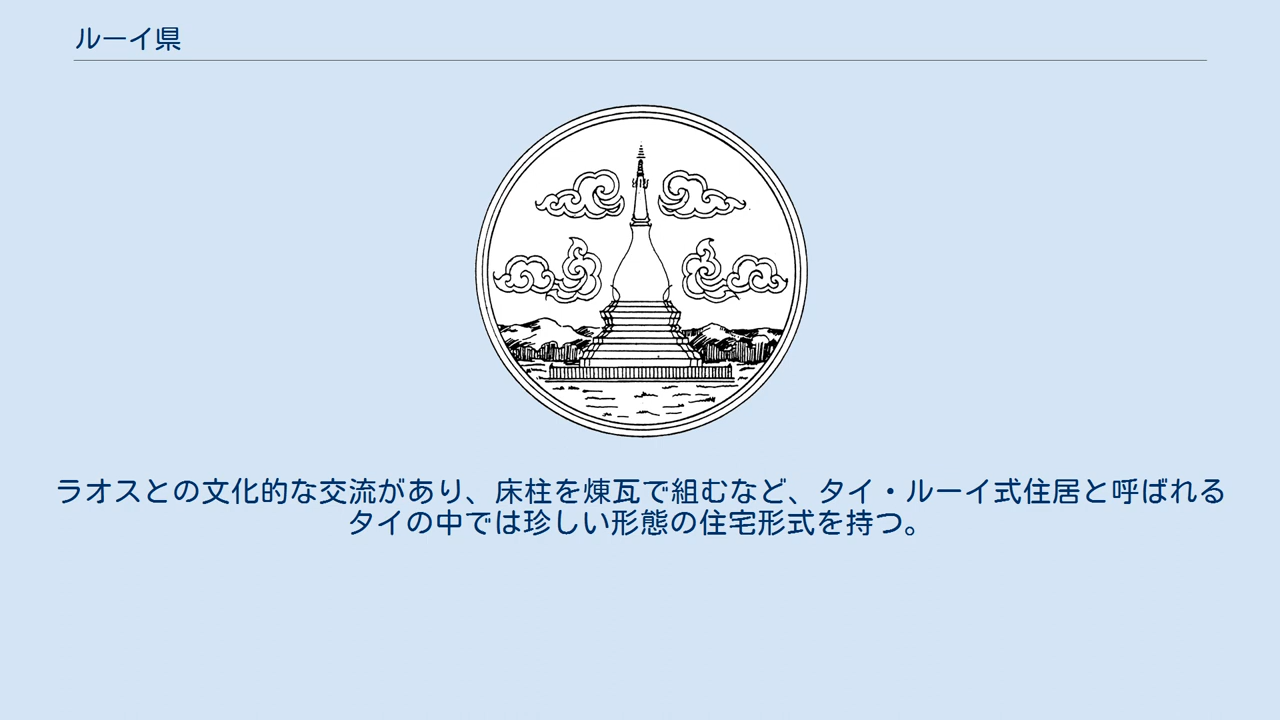 ルーイ県
ラオスとの文化的な交流があり、床柱を煉瓦で組むなど、タイ・ルーイ式住居と呼ばれる
タイの中では珍しい形態の住宅形式を持つ。